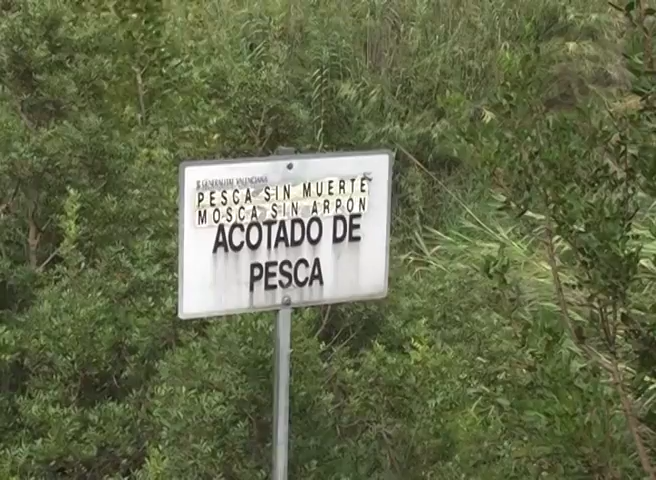 GENERALITAT VALENCIANA
PESCA SIN MUERTE
MOSCA SIN ARPON
ACOTADO DE
PESCA